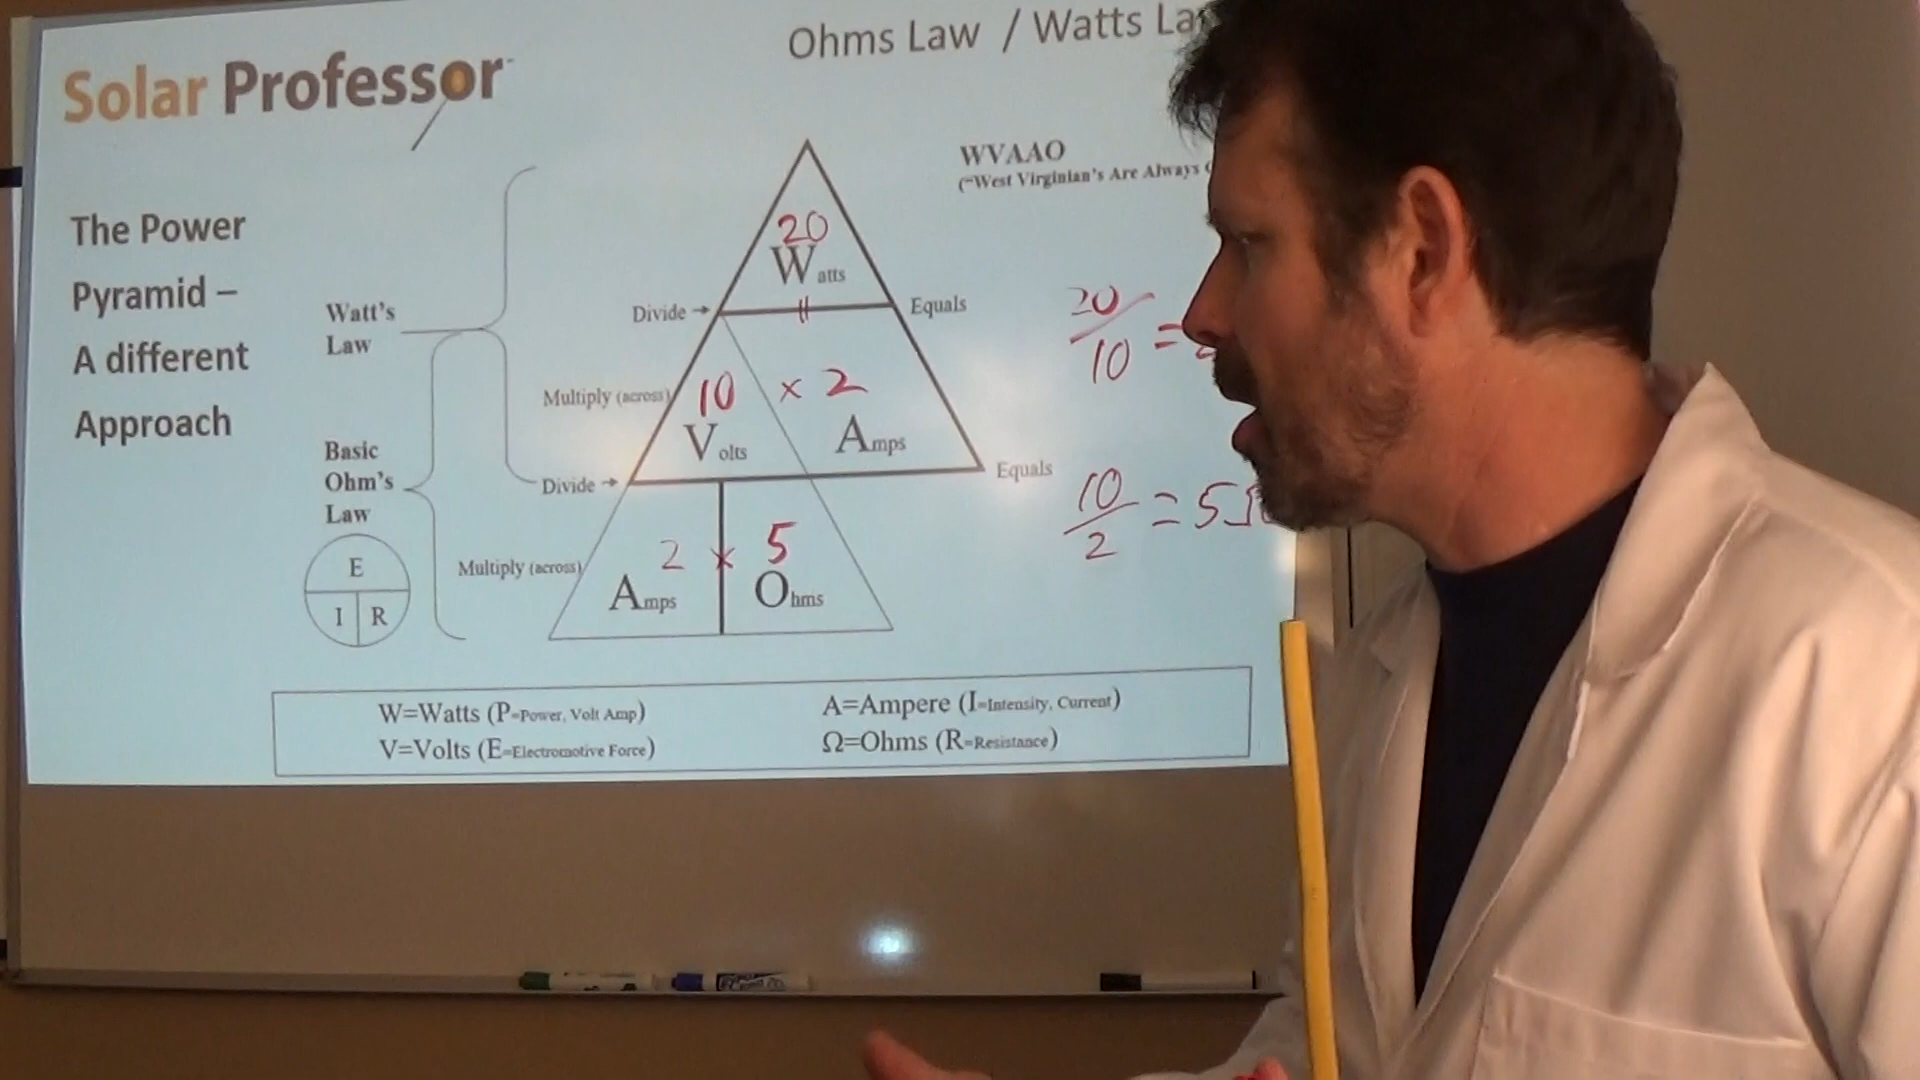 Ohms Law / Watts
Solar Professor
WVAAO
("West Virginian's Are Always
The Power
Pyramid –
A different
Approach
Watt's
Law
Basic
Ohm's
Law
E
I R
20
Watts
Divide → Equals
Multiply (across)
10 × 2
Volts Amps
Divide → Equals
Multiply (across)
2 × 5
Amps Ohms
20
10 =
10
2 = 5
W=Watts (P=Power, Volt Amp)
V=Volts (E=Electromotive Force)
A=Ampere (I=Intensity, Current)
Ω=Ohms (R=Resistance)